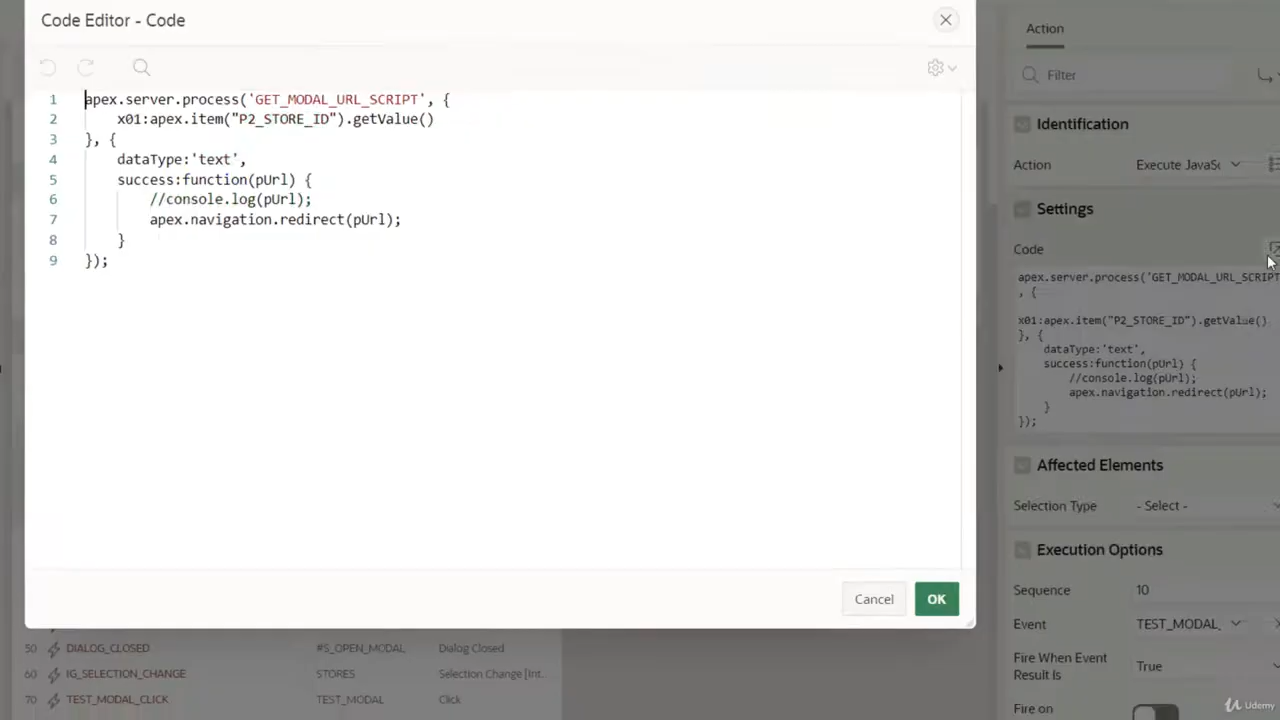 Code Editor - Code
1 apex.server.process('GET_MODAL_URL_SCRIPT', {
2 x01:apex.item("P2_STORE_ID").getValue()
3 }, {
4 dataType:'text',
5 success:function(pUrl) {
6 //console.log(pUrl);
7 apex.navigation.redirect(pUrl);
8 }
9 });
Cancel OK
50 DIALOG_CLOSED #S_OPEN_MODAL Dialog Closed
60 IG_SELECTION_CHANGE STORES Selection Change [Int...
70 TEST_MODAL_CLICK TEST_MODAL Click
Action
Filter
Identification
Action Execute JavaSc
Settings
Code
apex.server.process('GET_MODAL_URL_SCRIPT
, {
x01:apex.item("P2_STORE_ID").getValue()
}, {
dataType:'text',
success:function(pUrl) {
//console.log(pUrl);
apex.navigation.redirect(pUrl);
}
});
Affected Elements
Selection Type - Select -
Execution Options
Sequence 10
Event TEST_MODAL_
Fire When Event
Result Is True
Fire on
Udemy